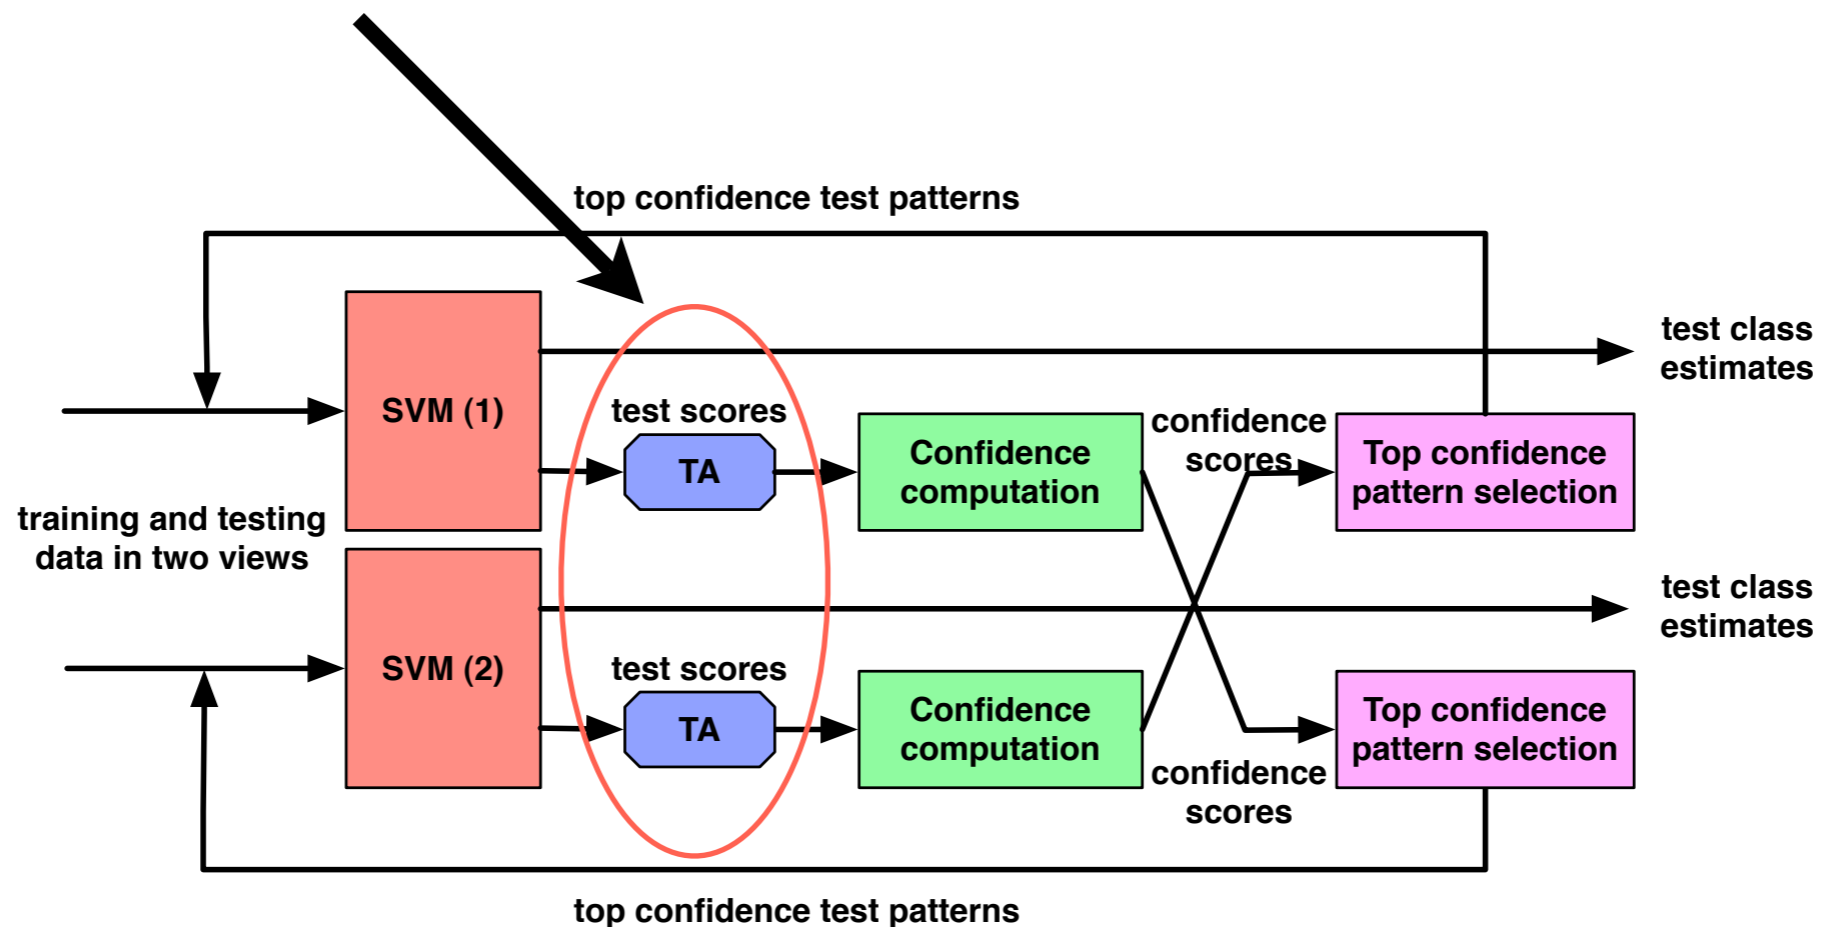 top confidence test patterns
test class
estimates
SVM (1)
test scores
TA
Confidence
computation
confidence
scores
Top confidence
pattern selection
training and testing
data in two views
test class
estimates
SVM (2)
test scores
TA
Confidence
computation
confidence
scores
Top confidence
pattern selection
top confidence test patterns